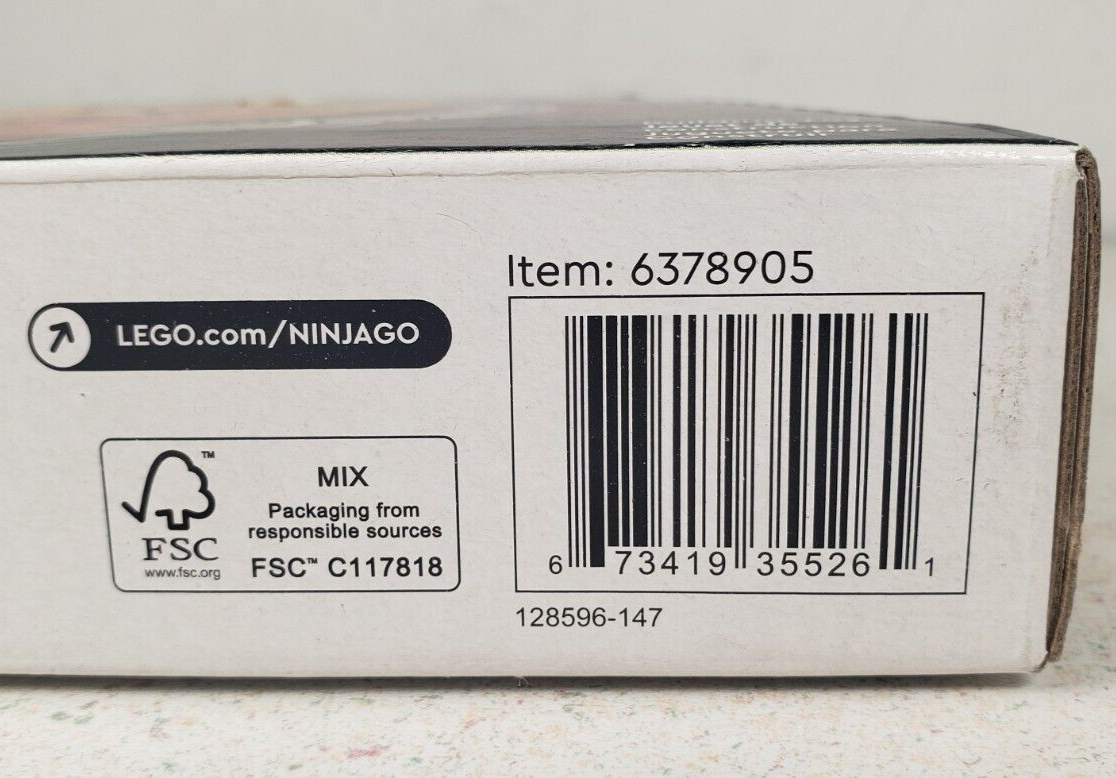 Item: 6378905
LEGO.com/NINJAGO
6 73419 35526 1
128596-147
™
FSC
www.fsc.org
MIX
Packaging from
responsible sources
FSC™ C117818